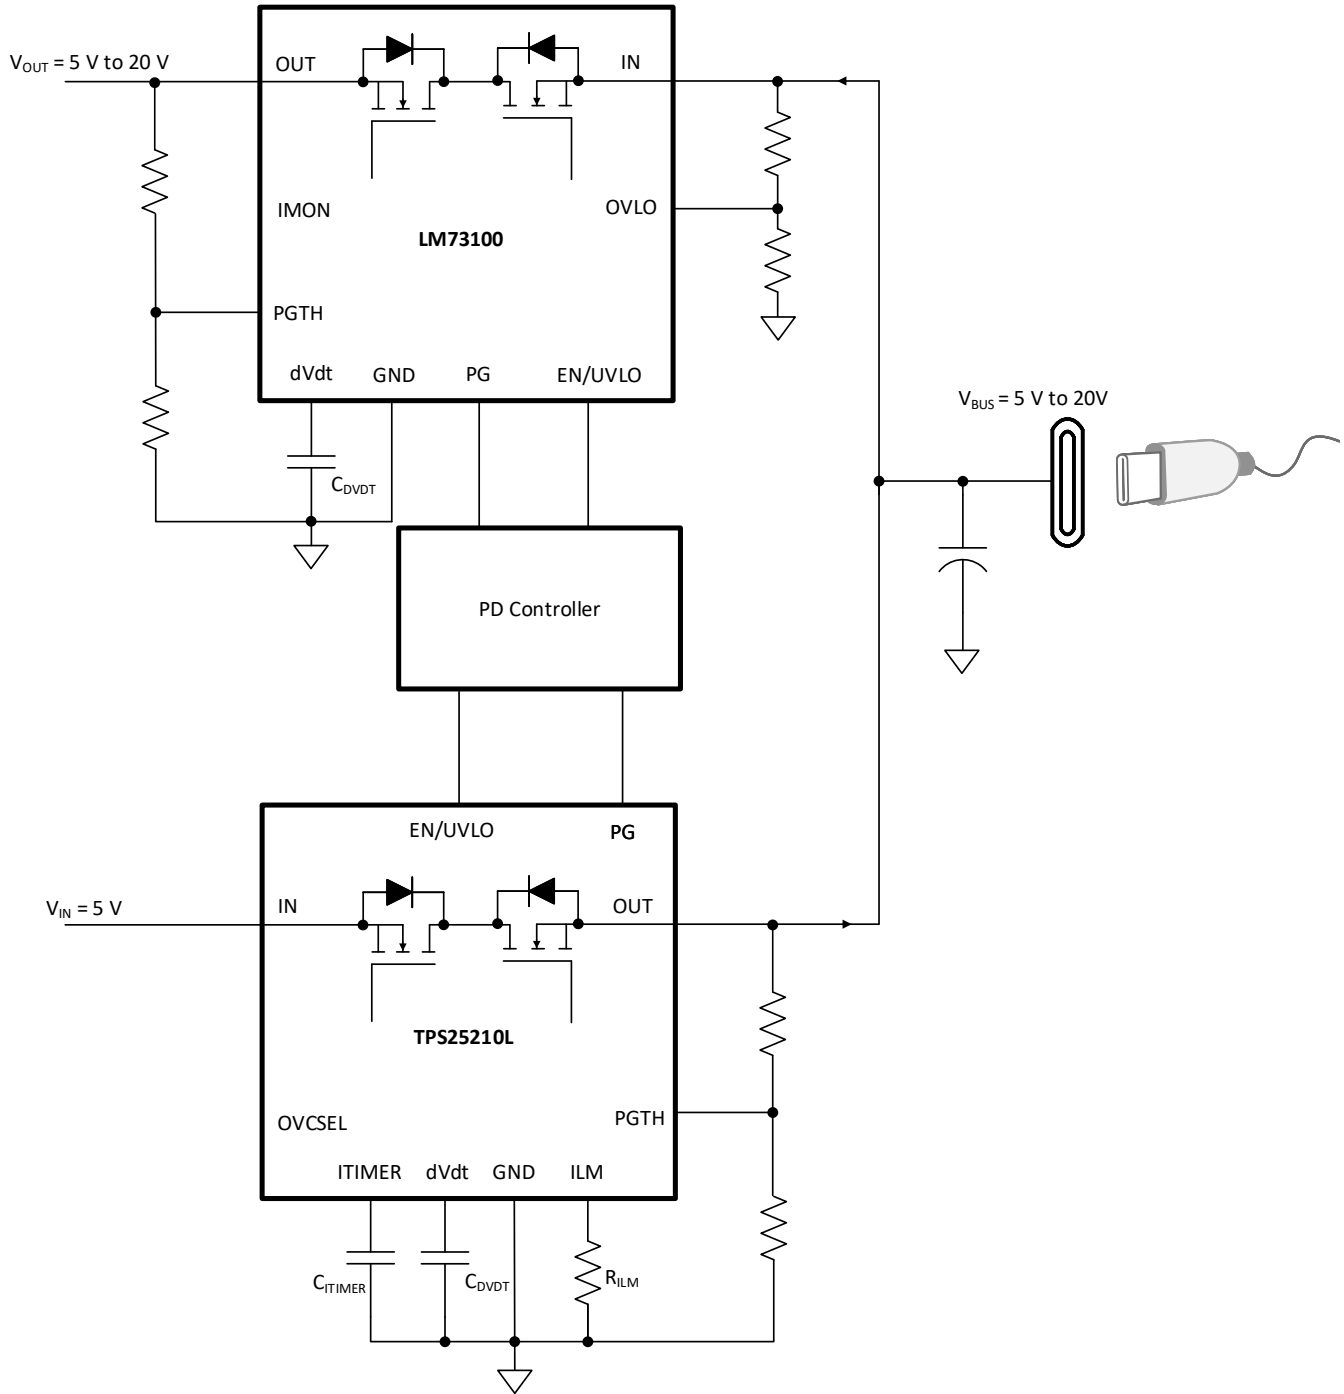 OUT
IN
V_OUT = 5 V to 20 V
IMON
OVLO
LM73100
PGTH
dVdt
GND
PG
EN/UVLO
C_DVDT
V_BUS = 5 V to 20V
PD Controller
EN/UVLO
PG
V_IN = 5 V
IN
OUT
TPS25210L
OVCSEL
PGTH
ITIMER
dVdt
GND
ILM
C_ITIMER
C_DVDT
R_ILM